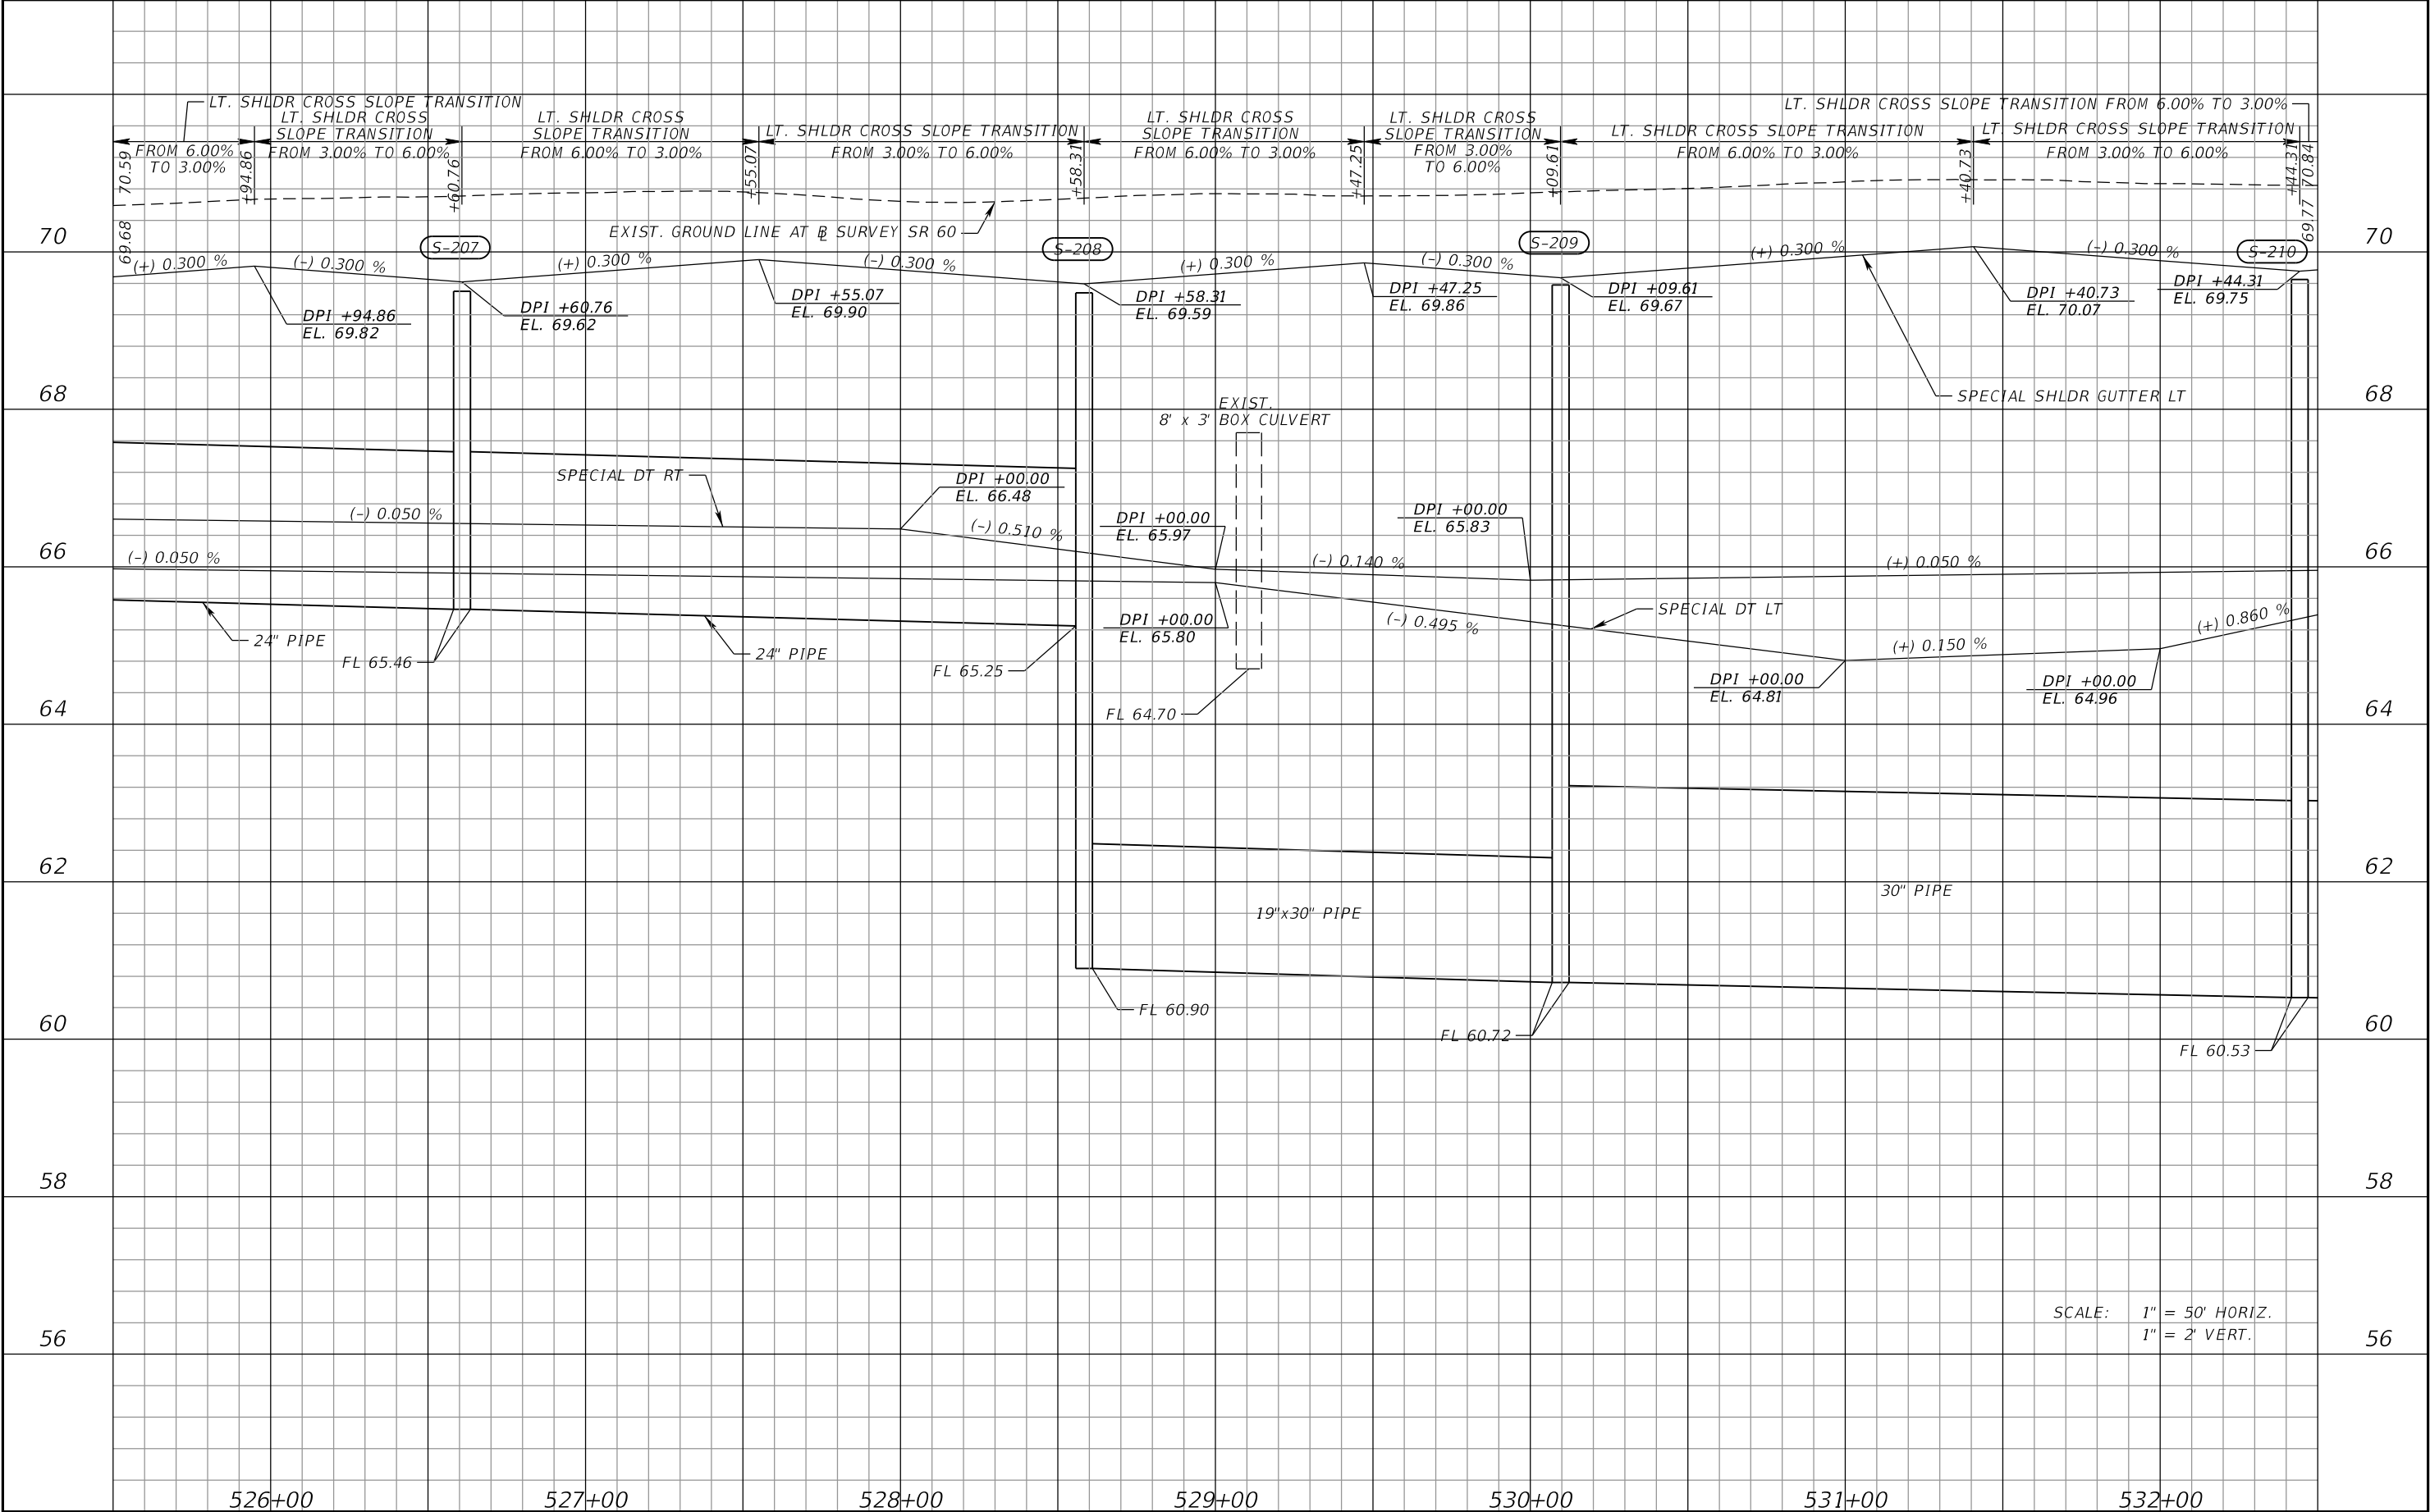 LT. SHLDR CROSS SLOPE TRANSITION
FROM 6.00%
TO 3.00%
LT. SHLDR CROSS
SLOPE TRANSITION
FROM 3.00% TO 6.00%
LT. SHLDR CROSS
SLOPE TRANSITION
FROM 6.00% TO 3.00%
LT. SHLDR CROSS SLOPE TRANSITION
FROM 3.00% TO 6.00%
LT. SHLDR CROSS
SLOPE TRANSITION
FROM 6.00% TO 3.00%
LT. SHLDR CROSS
SLOPE TRANSITION
FROM 3.00%
TO 6.00%
LT. SHLDR CROSS SLOPE TRANSITION
FROM 6.00% TO 3.00%
LT. SHLDR CROSS SLOPE TRANSITION FROM 6.00% TO 3.00%
LT. SHLDR CROSS SLOPE TRANSITION
FROM 3.00% TO 6.00%
70.59
+94.86
+60.76
+55.07
+58.31
+47.25
+09.61
+40.73
+44.31
70.84
69.68
69.77
EXIST. GROUND LINE AT BL SURVEY SR 60
S-207
S-208
S-209
S-210
70
70
(+) 0.300 %
(-) 0.300 %
(+) 0.300 %
(-) 0.300 %
(+) 0.300 %
(-) 0.300 %
(+) 0.300 %
(-) 0.300 %
DPI +94.86
EL. 69.82
DPI +60.76
EL. 69.62
DPI +55.07
EL. 69.90
DPI +58.31
EL. 69.59
DPI +47.25
EL. 69.86
DPI +09.61
EL. 69.67
DPI +40.73
EL. 70.07
DPI +44.31
EL. 69.75
68
68
SPECIAL SHLDR GUTTER LT
EXIST.
8' x 3' BOX CULVERT
SPECIAL DT RT
DPI +00.00
EL. 66.48
(-) 0.050 %
(-) 0.510 %
DPI +00.00
EL. 65.97
DPI +00.00
EL. 65.83
66
66
(-) 0.050 %
(-) 0.140 %
(+) 0.050 %
24" PIPE
FL 65.46
24" PIPE
FL 65.25
DPI +00.00
EL. 65.80
(-) 0.495 %
SPECIAL DT LT
(+) 0.150 %
(+) 0.860 %
DPI +00.00
EL. 64.81
DPI +00.00
EL. 64.96
64
64
FL 64.70
62
62
19"x30" PIPE
30" PIPE
60
60
FL 60.90
FL 60.72
FL 60.53
58
58
56
56
SCALE: 1" = 50' HORIZ.
1" = 2' VERT.
526+00
527+00
528+00
529+00
530+00
531+00
532+00